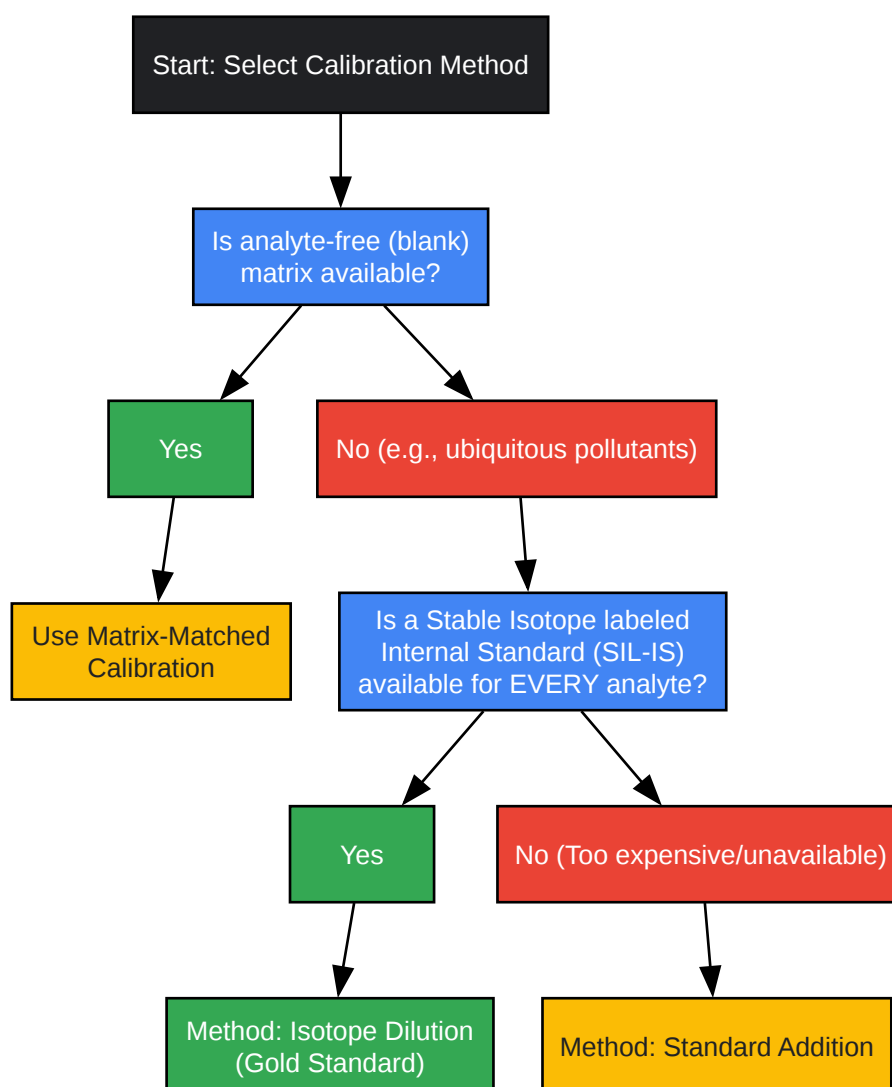 Start: Select Calibration Method
Is analyte-free (blank)
matrix available?
Yes
No (e.g., ubiquitous pollutants)
Use Matrix-Matched
Calibration
Is a Stable Isotope labeled
Internal Standard (SIL-IS)
available for EVERY analyte?
Yes
No (Too expensive/unavailable)
Method: Isotope Dilution
(Gold Standard)
Method: Standard Addition